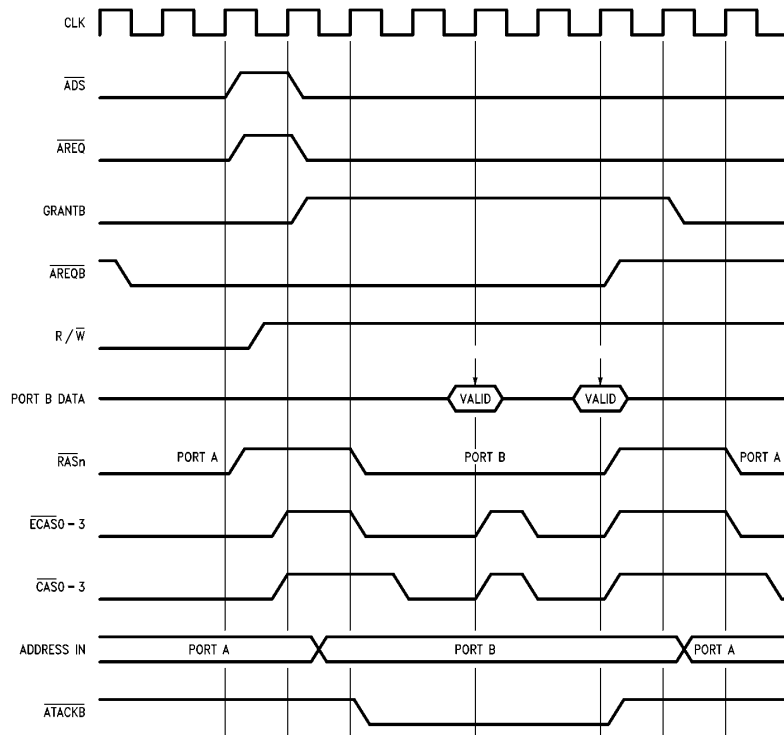 CLK
ADS
AREQ
GRANTB
AREQB
R/W
PORT B DATA VALID VALID
RASn PORT A PORT B PORT A
ECAS0-3
CAS0-3
ADDRESS IN PORT A PORT B PORT A
ATACKB